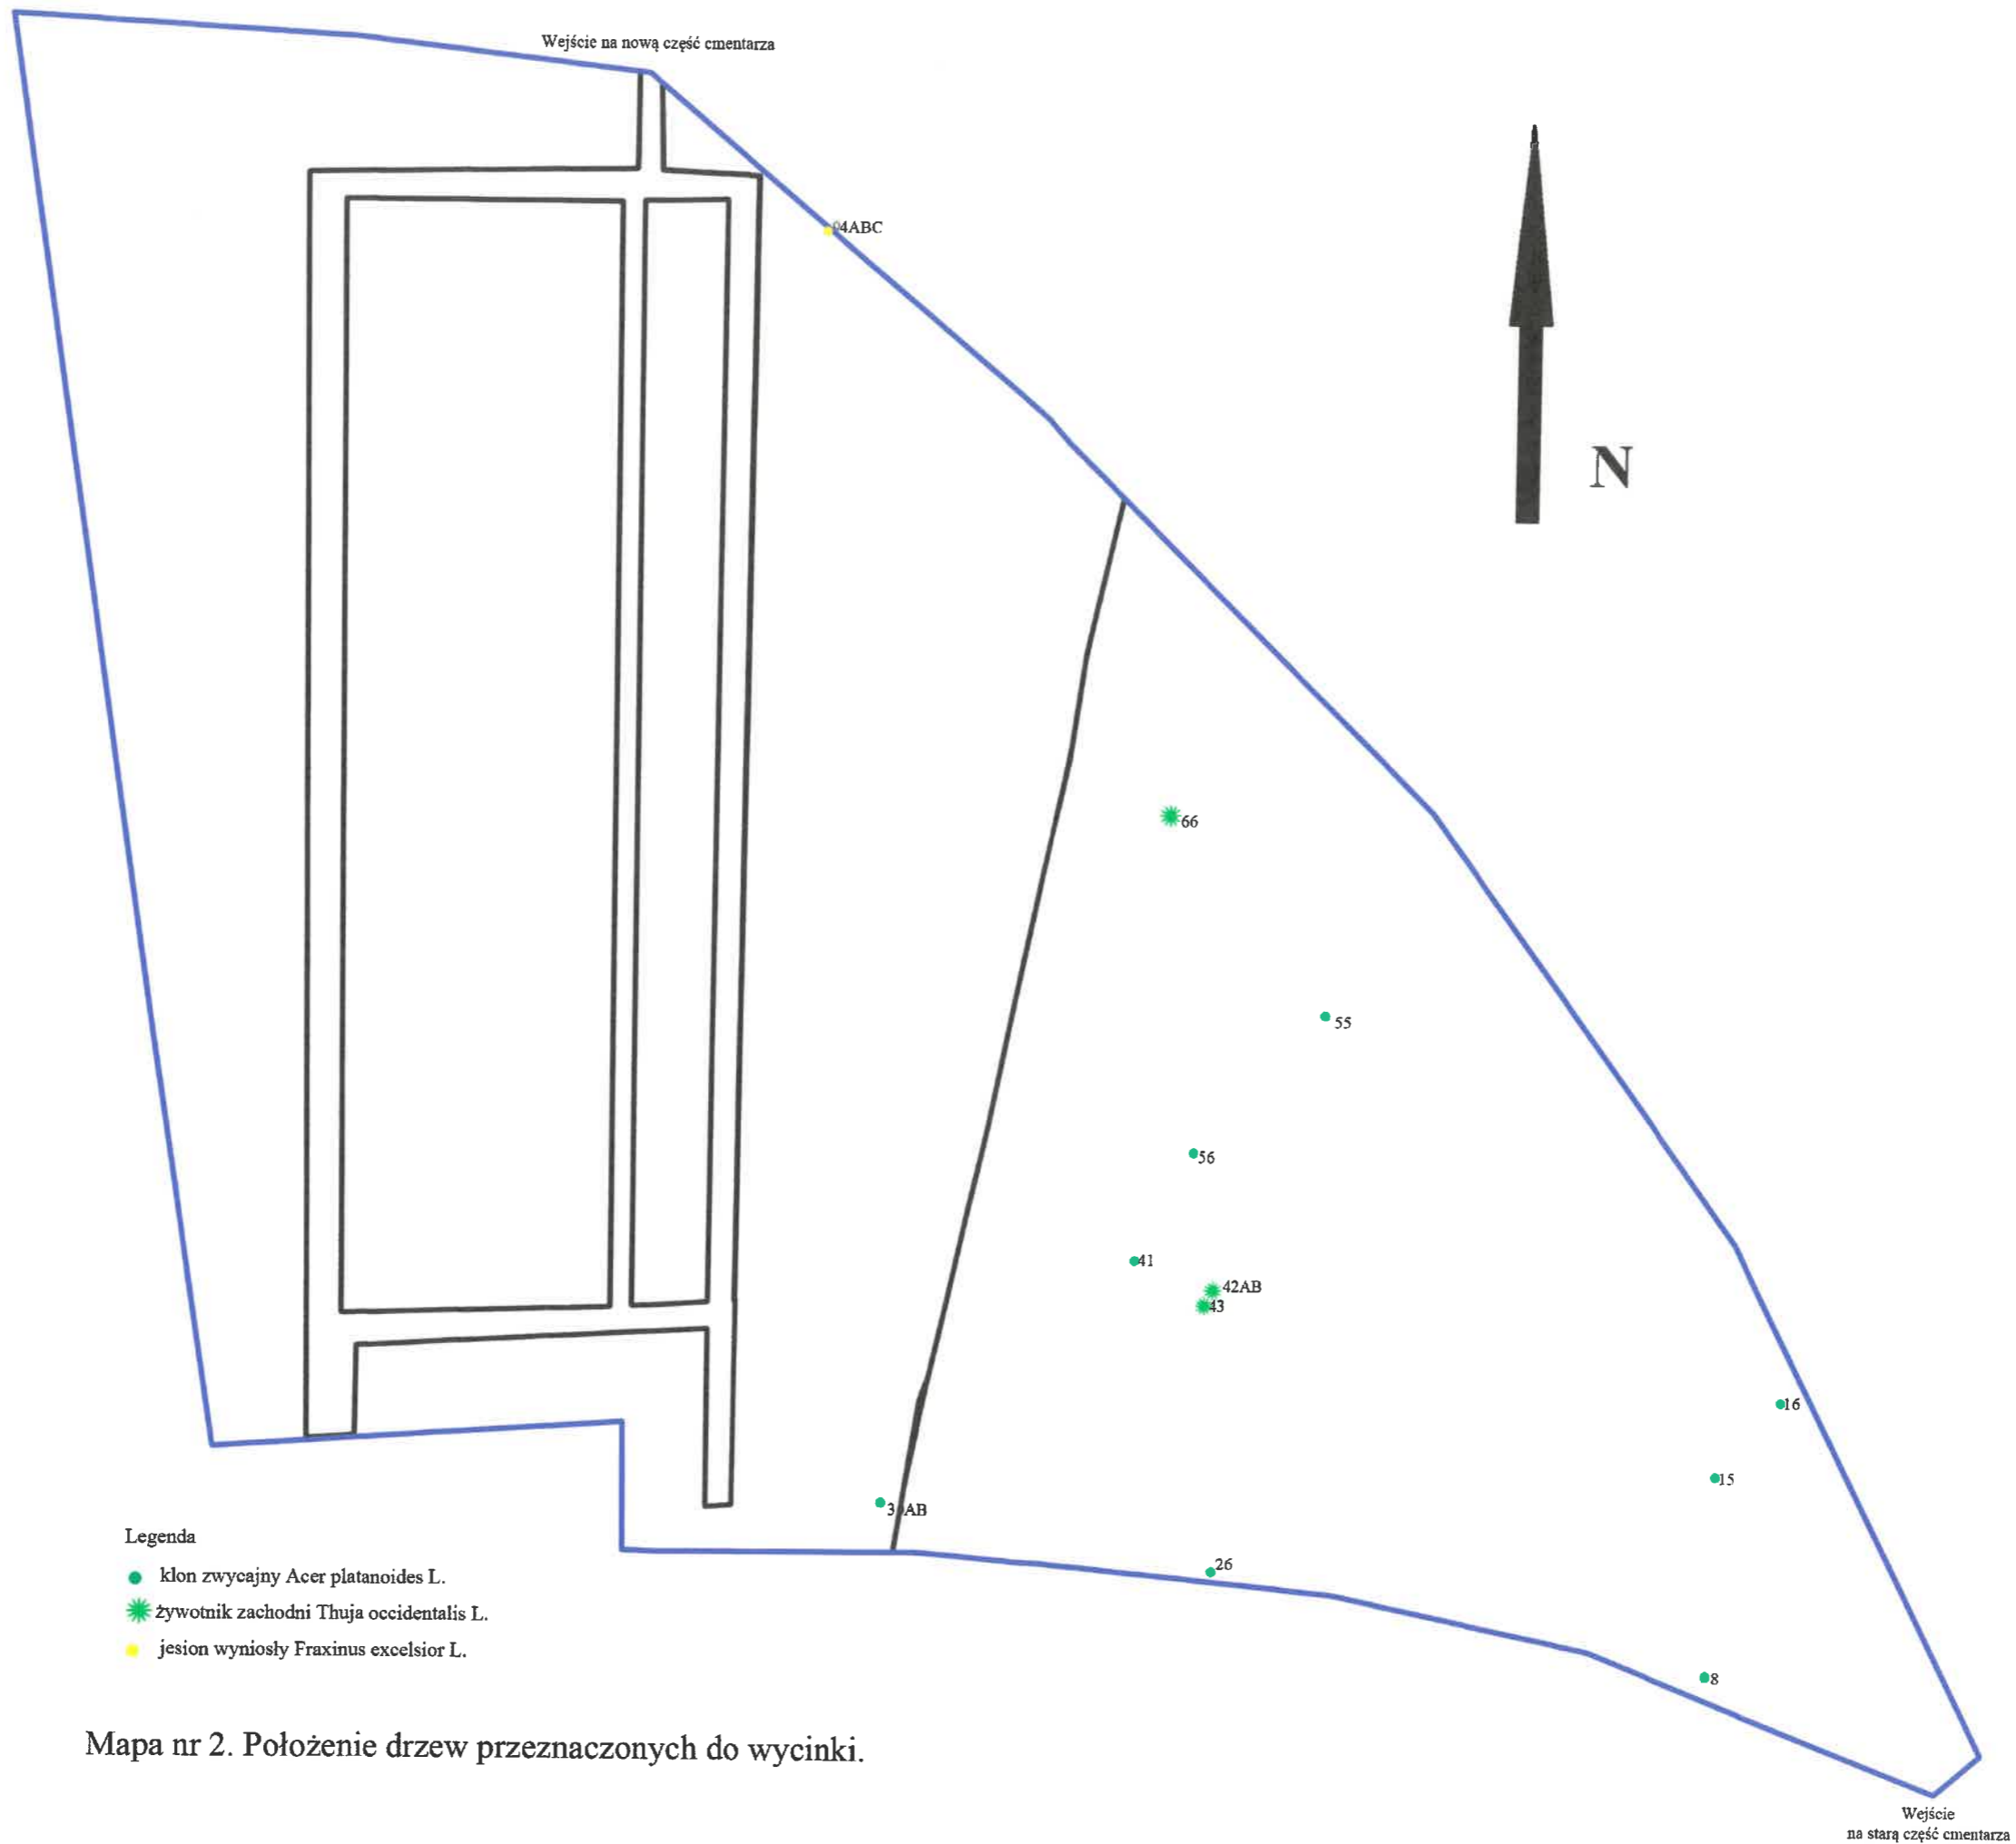 Wejście na nową część cmentarza
N
66
55
56
41
42AB
43
16
15
26
8
Legenda
klon zwycajny Acer platanoides L.
żywotnik zachodni Thuja occidentalis L.
jesion wyniosły Fraxinus excelsior L.
Mapa nr 2. Położenie drzew przeznaczonych do wycinki.
Wejście
na starą część cmentarza